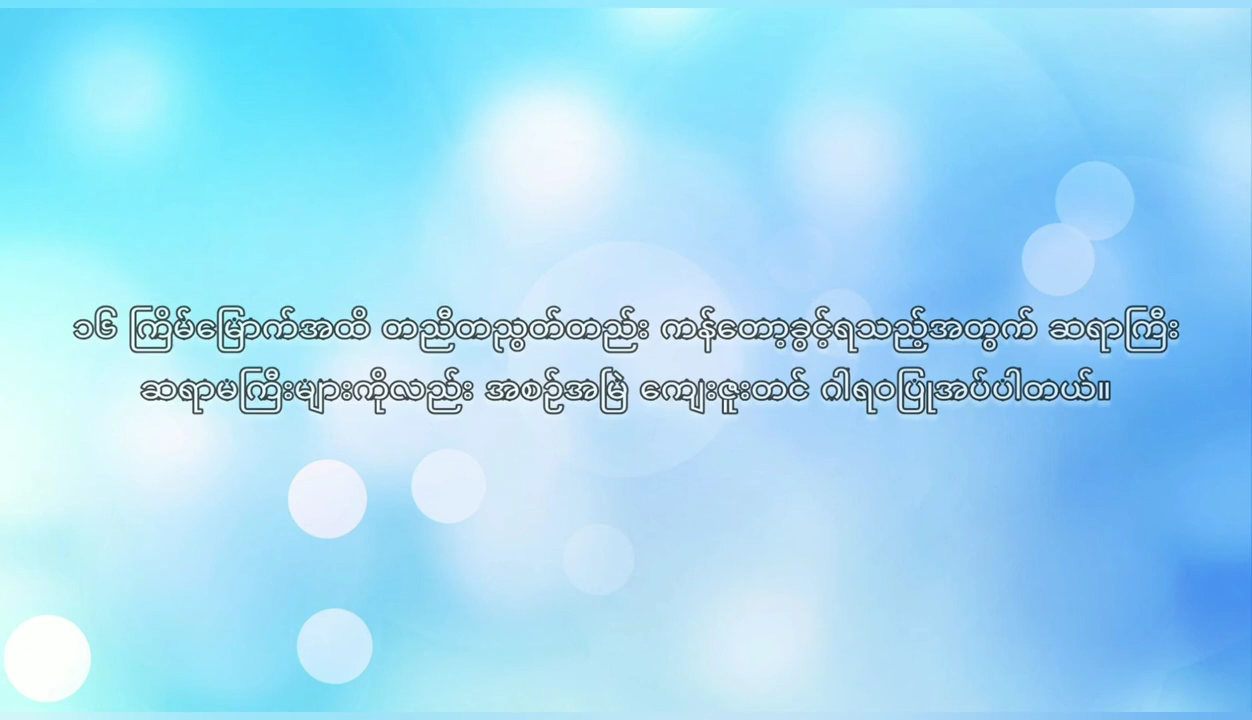 ၁၆ ကြိမ်မြောက်အထိ တညီတညွတ်တည်း ကန်တော့ခွင့်ရသည့်အတွက် ဆရာကြီး
ဆရာမကြီးများကိုလည်း အစဉ်အမြဲ ကျေးဇူးတင် ဂါရဝပြုအပ်ပါတယ်။